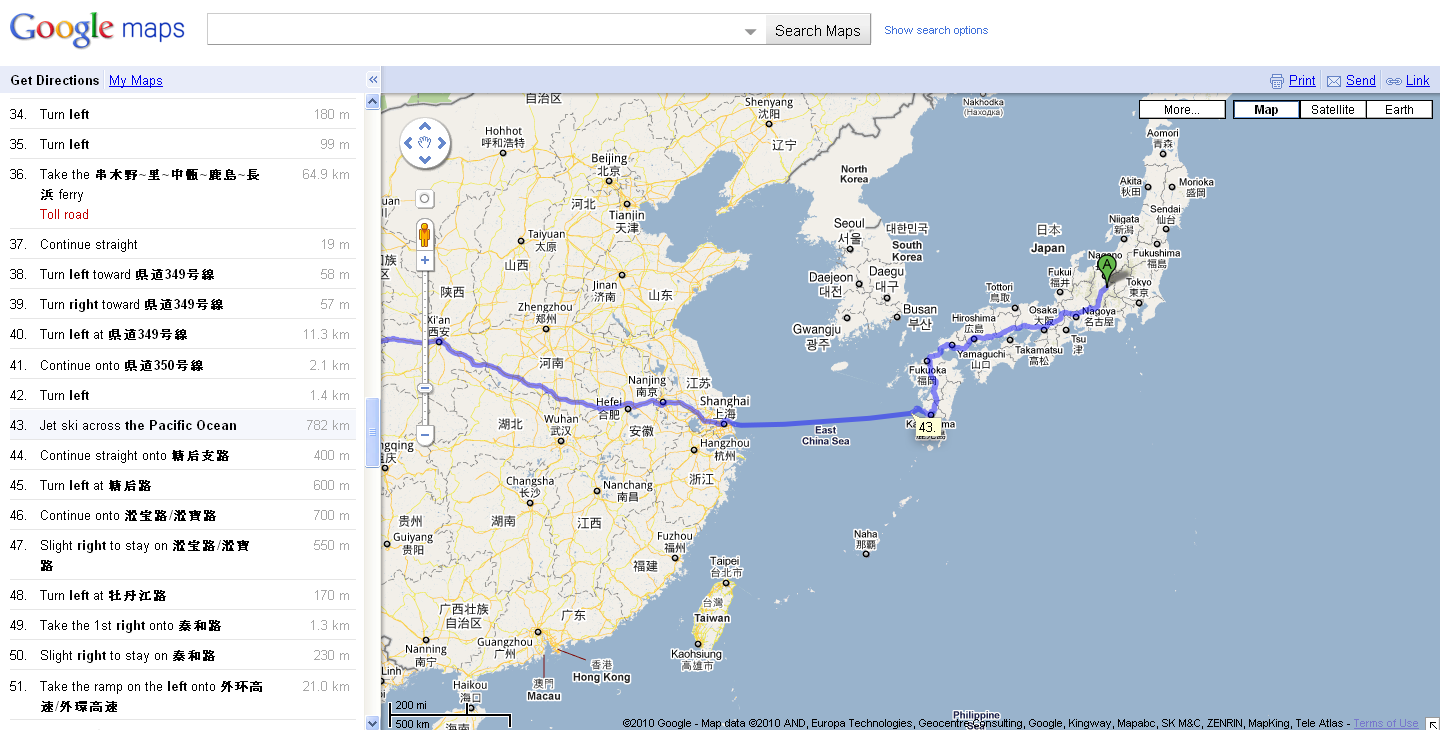 Google maps
Search Maps
Show search options
Get Directions
My Maps
«
Print
Send
Link
34. Turn left 180 m
35. Turn left 99 m
36. Take the 串木野~里~中甑~鹿島~長 64.9 km
浜 ferry
Toll road
37. Continue straight 19 m
38. Turn left toward 県道349号線 58 m
39. Turn right toward 県道349号線 57 m
40. Turn left at 県道349号線 11.3 km
41. Continue onto 県道350号線 2.1 km
42. Turn left 1.4 km
43. Jet ski across the Pacific Ocean 782 km
44. Continue straight onto 塘后支路 400 m
45. Turn left at 塘后路 600 m
46. Continue onto 淞宝路/淞寶路 700 m
47. Slight right to stay on 淞宝路/淞寶 550 m
路
48. Turn left at 牡丹江路 170 m
49. Take the 1st right onto 泰和路 1.3 km
50. Slight right to stay on 泰和路 230 m
51. Take the ramp on the left onto 外环高 21.0 km
速/外環高速
More...
Map
Satellite
Earth
自治区
Shenyang
沈阳
辽宁
Nakhodka
(Находка)
Hohhot
呼和浩特
Beijing
北京
河北
Tianjin
天津
Taiyuan
太原
山西
Jinan
济南
山东
陕西
Zhengzhou
郑州
Xi'an
西安
河南
North
Korea
Seoul
서울
대한민국
South
Korea
Daejeon
대전
Daegu
대구
Busan
부산
Gwangju
광주
Aomori
青森
Akita
秋田
Morioka
盛岡
Sendai
仙台
Niigata
新潟
Fukushima
福島
日本
Japan
Nagano
A
Fukui
福井
Tokyo
東京
Tottori
鳥取
Osaka
大阪
Nagoya
名古屋
Tsu
津
Hiroshima
広島
Yamaguchi
山口
Takamatsu
高松
Fukuoka
福岡
43.
Nanjing
南京
江苏
Shanghai
上海
Hefei
合肥
安徽
湖北
Wuhan
武汉
Hangzhou
杭州
浙江
East
China Sea
Changsha
长沙
Nanchang
南昌
湖南
江西
贵州
Guiyang
贵阳
Fuzhou
福州
福建
Naha
那覇
Taipei
台北市
台灣
Taiwan
Kaohsiung
高雄市
广西壮族
自治区
广东
Guangzhou
广州
Nanning
南宁
香港
Hong Kong
澳門
Macau
Haikou
海口
海南
Philippine
Sea
200 mi
500 km
©2010 Google - Map data ©2010 AND, Europa Technologies, Geocentre Consulting, Google, Kingway, Mapabc, SK M&C, ZENRIN, MapKing, Tele Atlas - Terms of Use